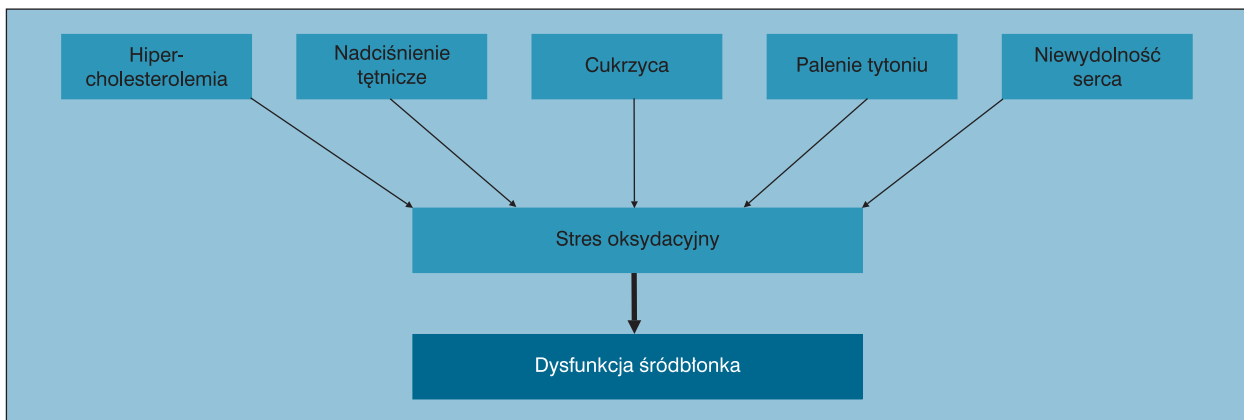 Hiper-
cholesterolemia
Nadciśnienie
tętnicze
Cukrzyca
Palenie tytoniu
Niewydolność
serca
Stres oksydacyjny
Dysfunkcja śródbłonka